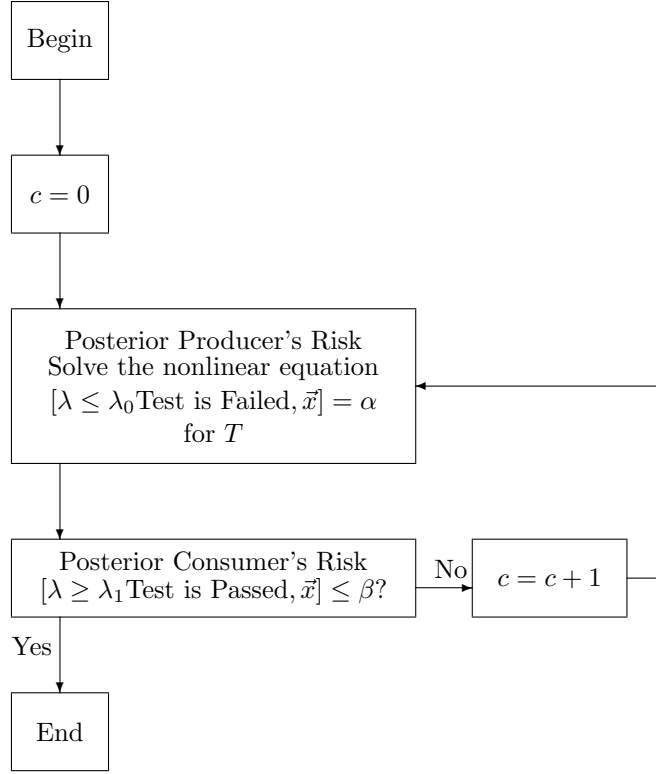 Begin
c = 0
Posterior Producer's Risk
Solve the nonlinear equation
[λ ≤ λ₀Test is Failed, x⃗] = α
for T
Posterior Consumer's Risk
[λ ≥ λ₁Test is Passed, x⃗] ≤ β?
No
c = c + 1
Yes
End